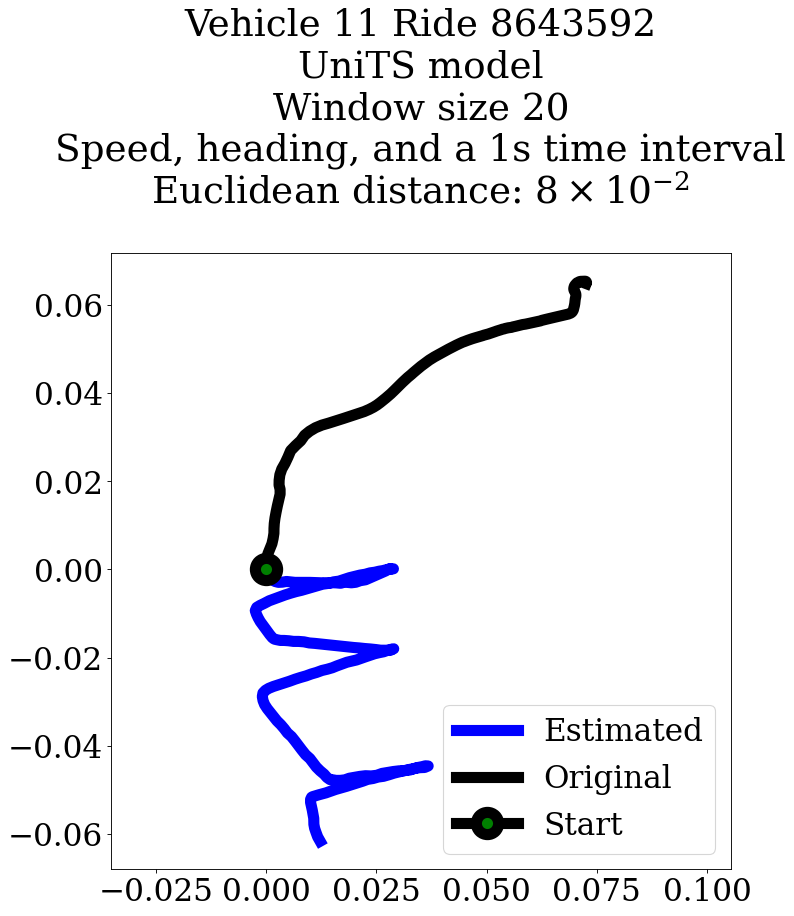 Vehicle 11 Ride 8643592
UniTS model
Window size 20
Speed, heading, and a 1s time interval
Euclidean distance: $8 \times 10^{-2}$
0.06
0.04
0.02
0.00
−0.02
−0.04
−0.06
Estimated
Original
Start
−0.025 0.000 0.025 0.050 0.075 0.100